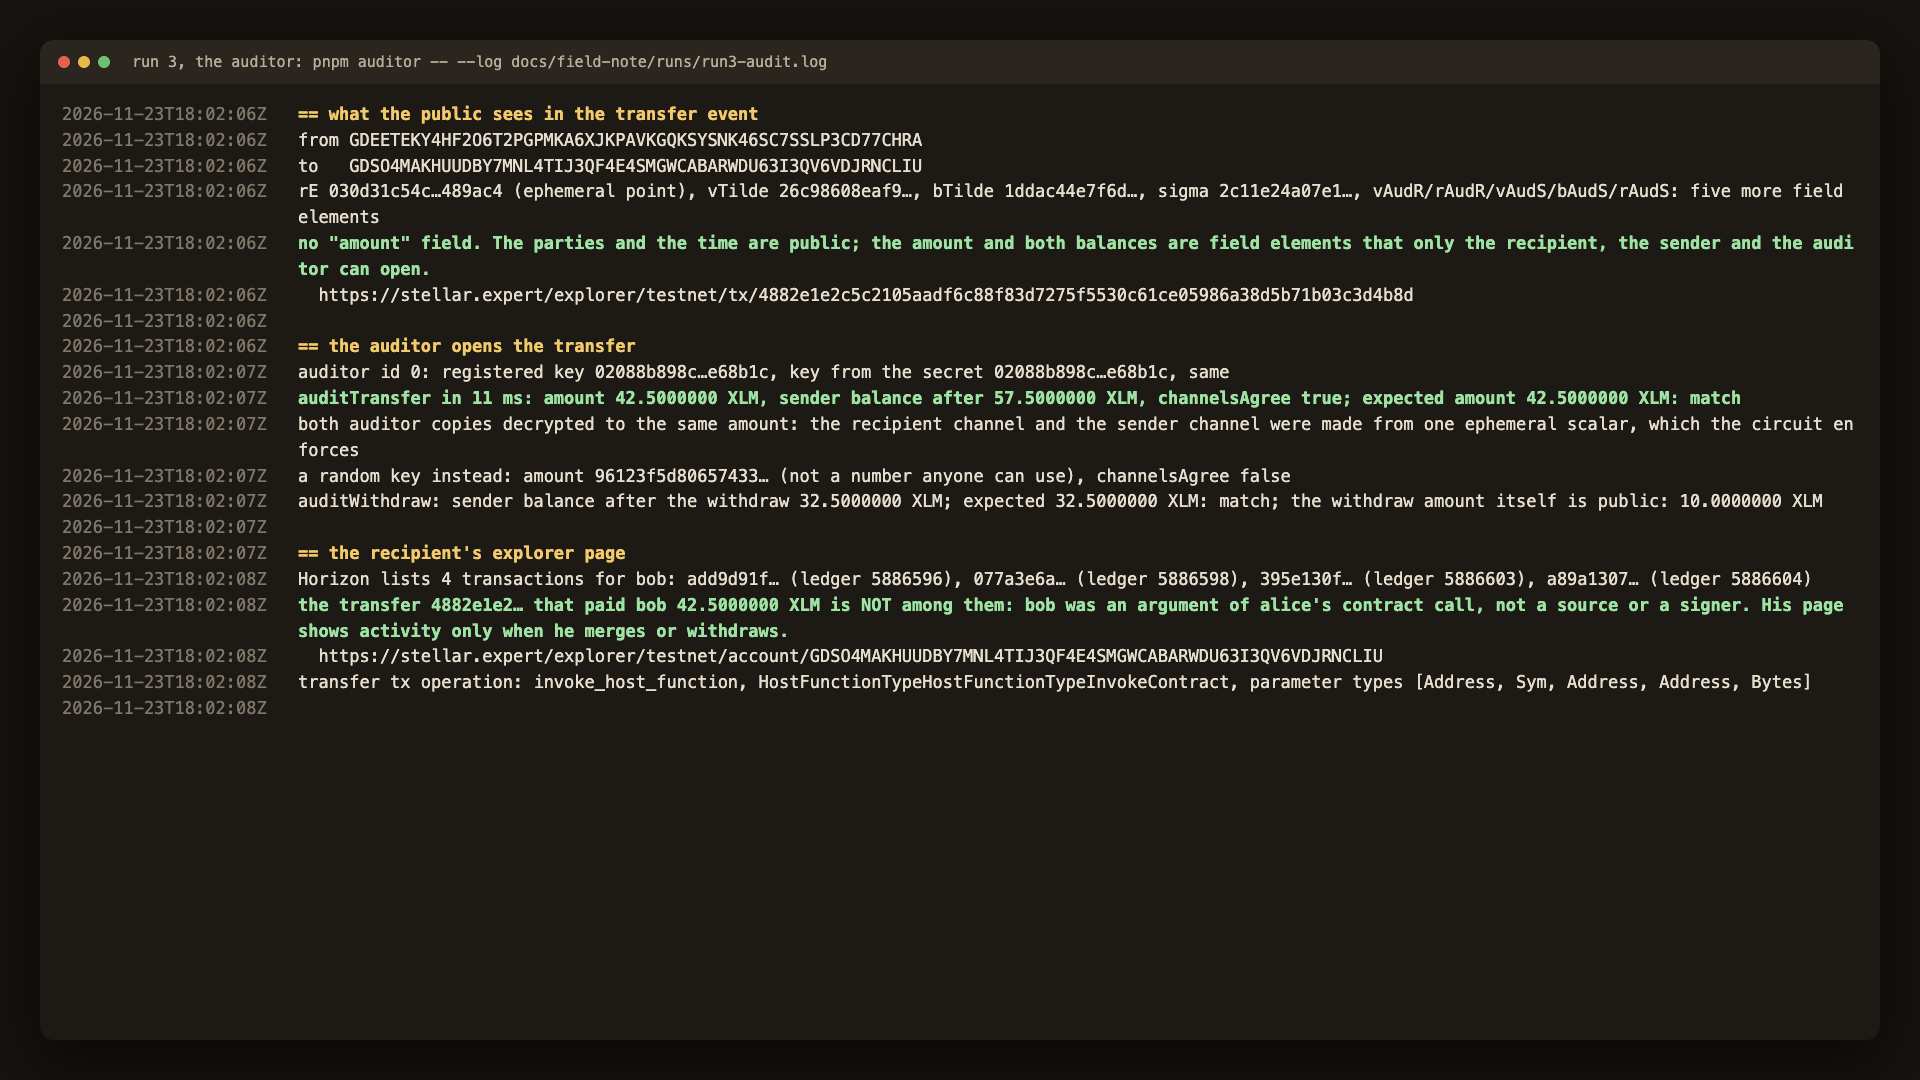 run 3, the auditor: pnpm auditor -- --log docs/field-note/runs/run3-audit.log
2026-11-23T18:02:06Z == what the public sees in the transfer event
2026-11-23T18:02:06Z from GDEETEKY4HF2O6T2PGPMKA6XJKPAVKGQKSYSNK46SC7SSLP3CD77CHRA
2026-11-23T18:02:06Z to   GDSO4MAKHUUDBY7MNL4TIJ3QF4E4SMGWCABARWDU63I3QV6VDJRNCLIU
2026-11-23T18:02:06Z rE 030d31c54c…489ac4 (ephemeral point), vTilde 26c98608eaf9…, bTilde 1ddac44e7f6d…, sigma 2c11e24a07e1…, vAudR/rAudR/vAudS/bAudS/rAudS: five more field
elements
2026-11-23T18:02:06Z no "amount" field. The parties and the time are public; the amount and both balances are field elements that only the recipient, the sender and the audi
tor can open.
2026-11-23T18:02:06Z   https://stellar.expert/explorer/testnet/tx/4882e1e2c5c2105aadf6c88f83d7275f5530c61ce05986a38d5b71b03c3d4b8d
2026-11-23T18:02:06Z
2026-11-23T18:02:06Z == the auditor opens the transfer
2026-11-23T18:02:07Z auditor id 0: registered key 02088b898c…e68b1c, key from the secret 02088b898c…e68b1c, same
2026-11-23T18:02:07Z auditTransfer in 11 ms: amount 42.5000000 XLM, sender balance after 57.5000000 XLM, channelsAgree true; expected amount 42.5000000 XLM: match
2026-11-23T18:02:07Z both auditor copies decrypted to the same amount: the recipient channel and the sender channel were made from one ephemeral scalar, which the circuit en
forces
2026-11-23T18:02:07Z a random key instead: amount 96123f5d80657433… (not a number anyone can use), channelsAgree false
2026-11-23T18:02:07Z auditWithdraw: sender balance after the withdraw 32.5000000 XLM; expected 32.5000000 XLM: match; the withdraw amount itself is public: 10.0000000 XLM
2026-11-23T18:02:07Z
2026-11-23T18:02:07Z == the recipient's explorer page
2026-11-23T18:02:08Z Horizon lists 4 transactions for bob: add9d91f… (ledger 5886596), 077a3e6a… (ledger 5886598), 395e130f… (ledger 5886603), a89a1307… (ledger 5886604)
2026-11-23T18:02:08Z the transfer 4882e1e2… that paid bob 42.5000000 XLM is NOT among them: bob was an argument of alice's contract call, not a source or a signer. His page
shows activity only when he merges or withdraws.
2026-11-23T18:02:08Z   https://stellar.expert/explorer/testnet/account/GDSO4MAKHUUDBY7MNL4TIJ3QF4E4SMGWCABARWDU63I3QV6VDJRNCLIU
2026-11-23T18:02:08Z transfer tx operation: invoke_host_function, HostFunctionTypeHostFunctionTypeInvokeContract, parameter types [Address, Sym, Address, Address, Bytes]
2026-11-23T18:02:08Z